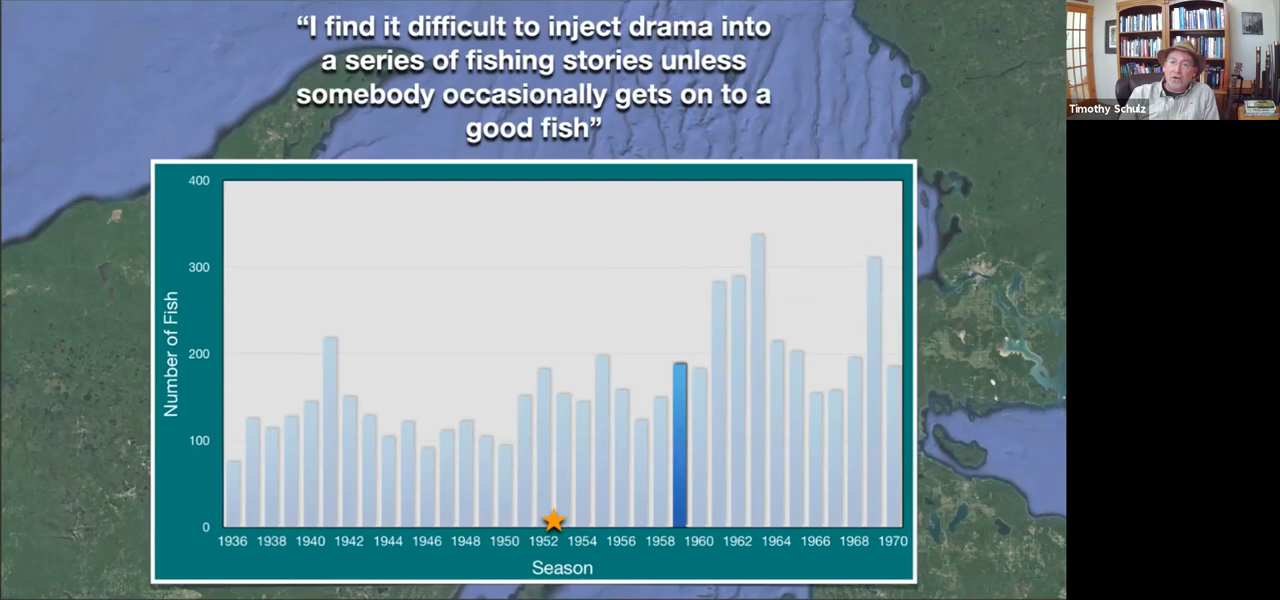 “I find it difficult to inject drama into
a series of fishing stories unless
somebody occasionally gets on to a
good fish”
Timothy Schulz
400
300
200
100
0
Number of Fish
1936 1938 1940 1942 1944 1946 1948 1950 1952 1954 1956 1958 1960 1962 1964 1966 1968 1970
Season